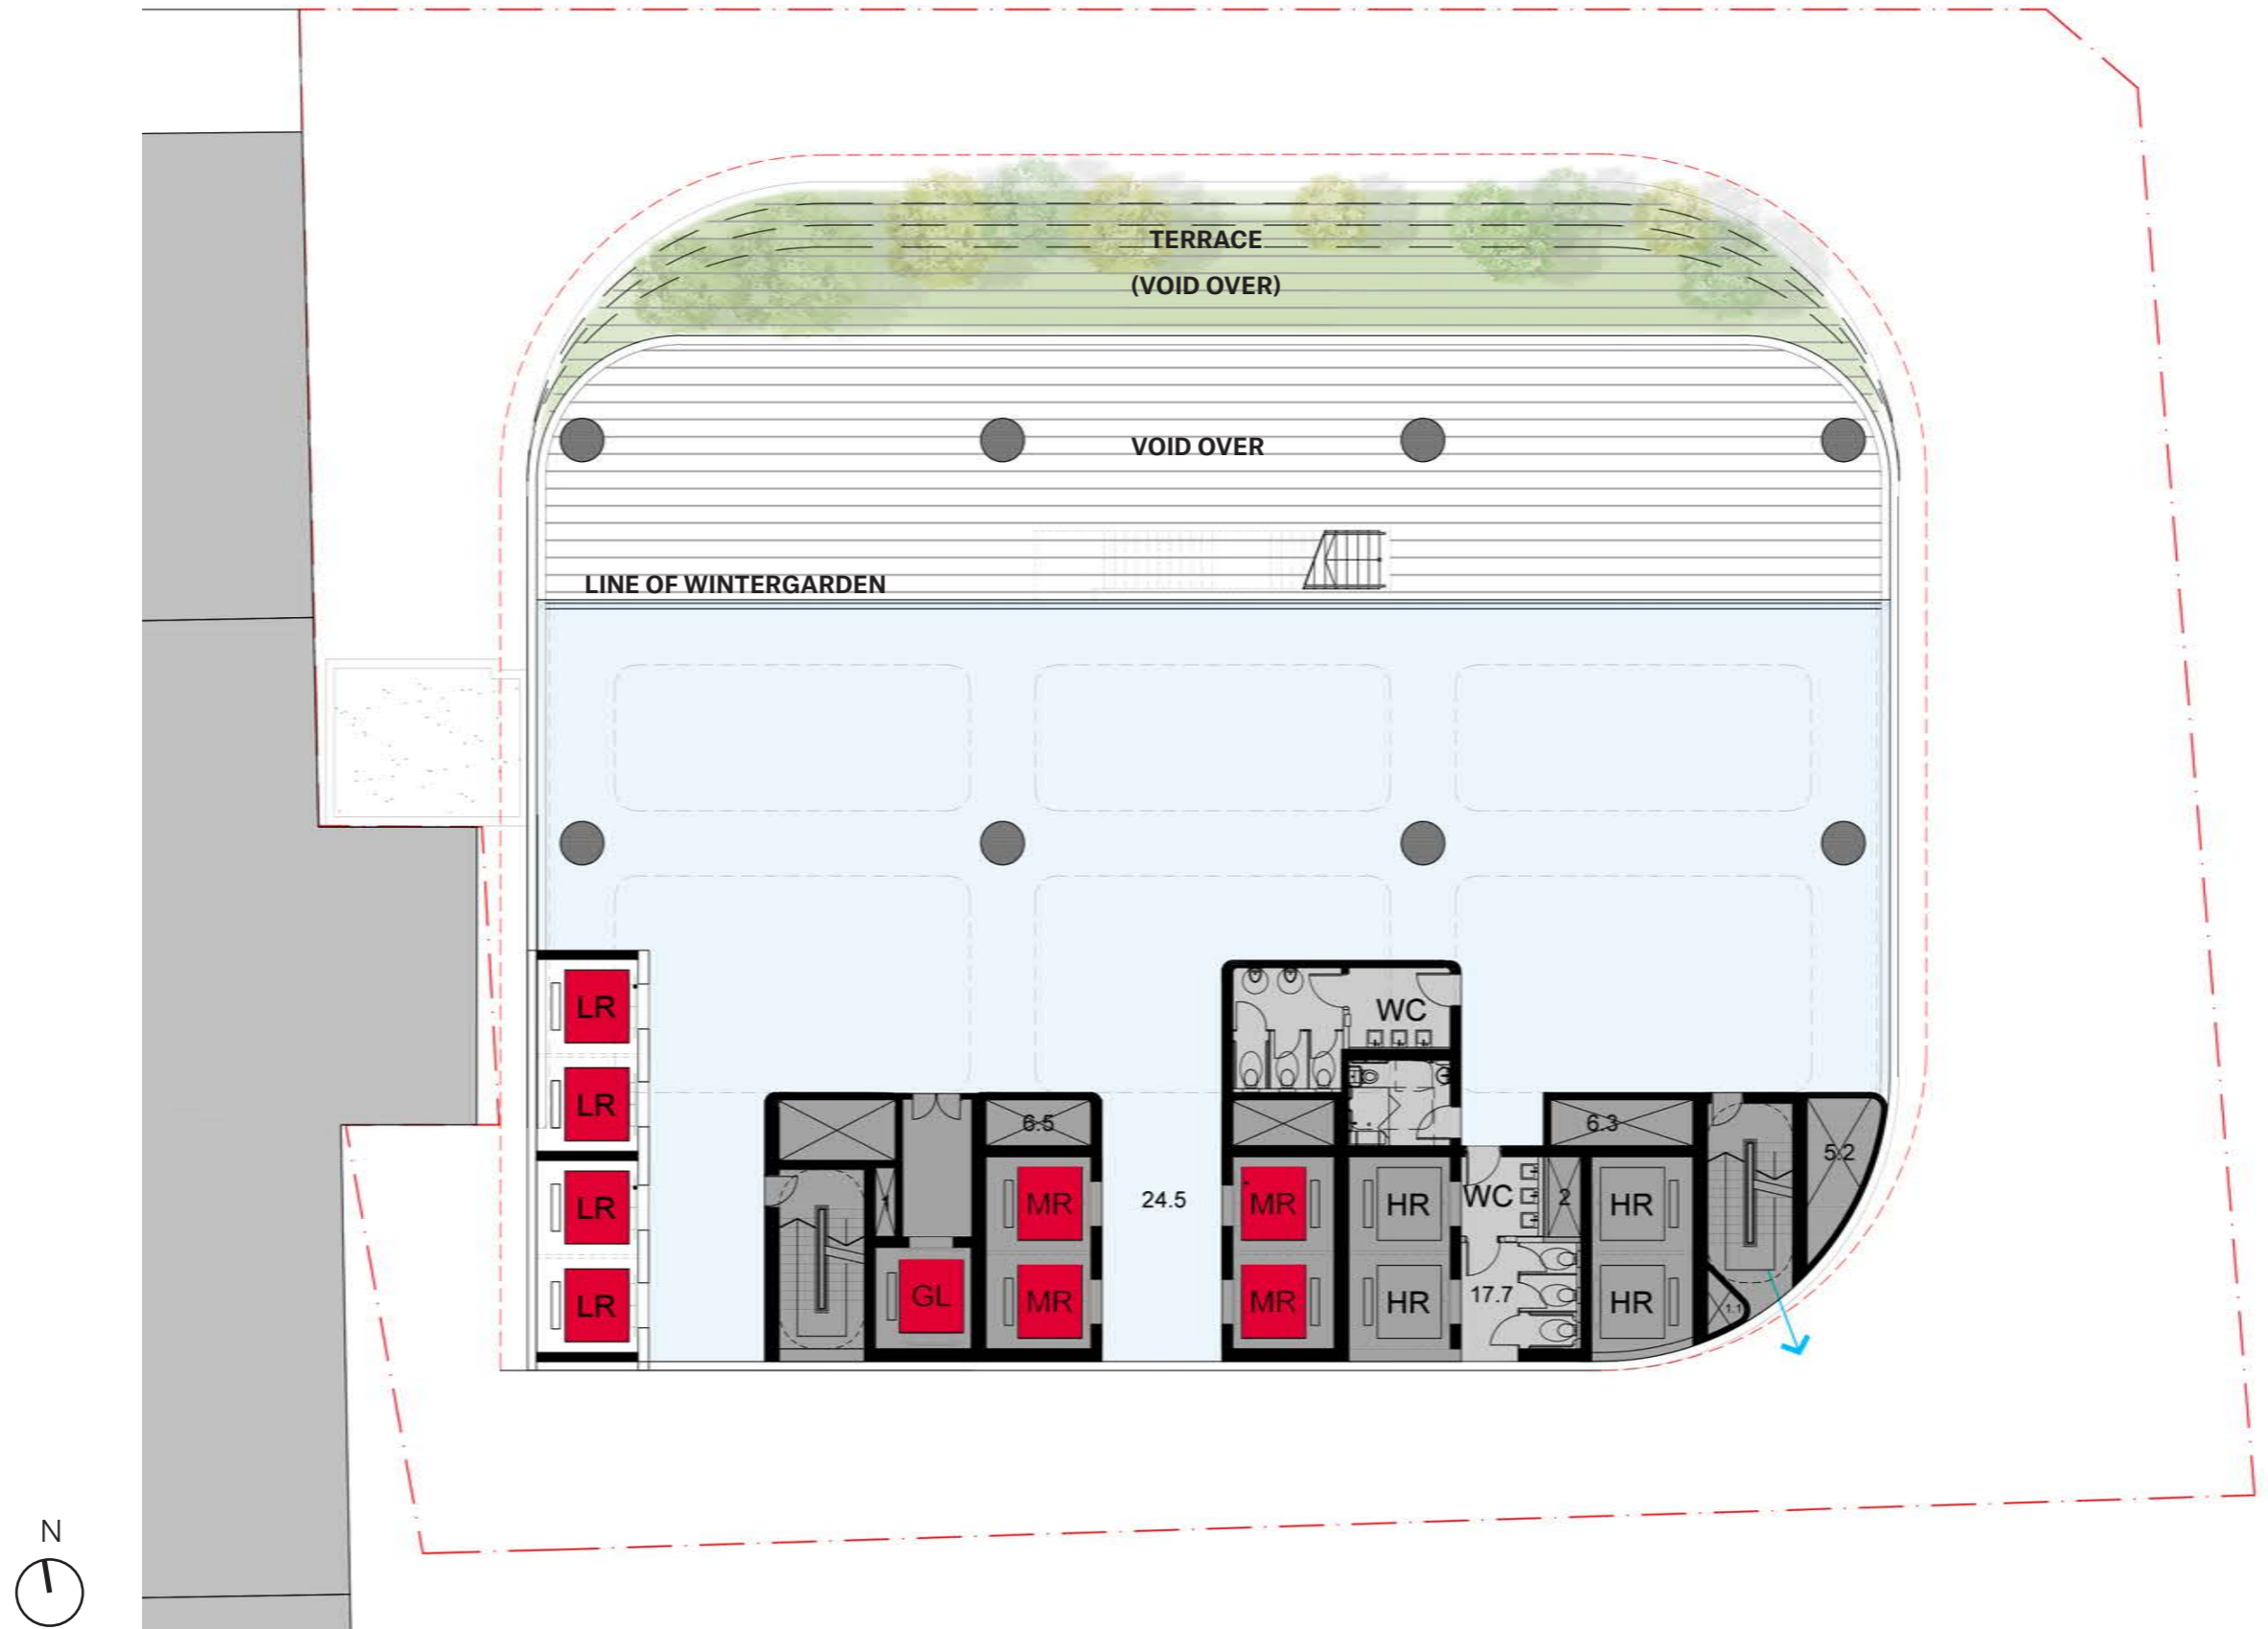 TERRACE
(VOID OVER)
VOID OVER
LINE OF WINTERGARDEN
LR
WC
LR
6.5
6.3
5.2
LR
1
MR
24.5
MR
HR
WC
2
HR
LR
GL
MR
MR
HR
17.7
HR
1.1
N